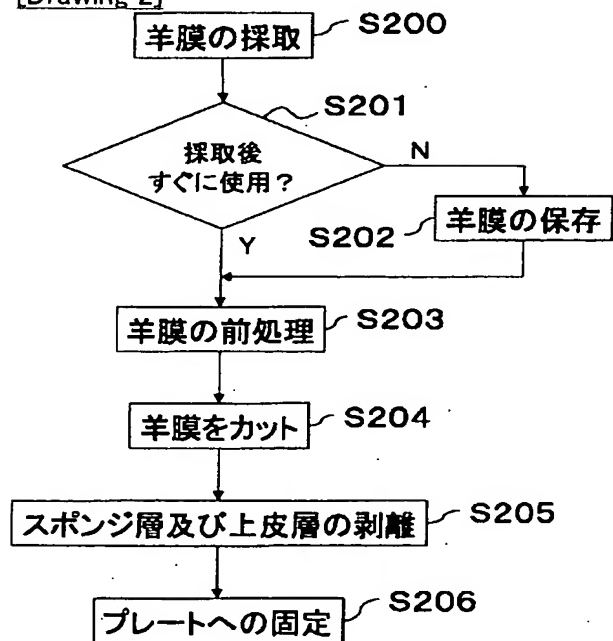 [Drawing 2]
羊膜の採取
S200
S201
採取後
すぐに使用？
N
Y
S202
羊膜の保存
羊膜の前処理
S203
羊膜をカット
S204
スポンジ層及び上皮層の剥離
S205
プレートへの固定
S206